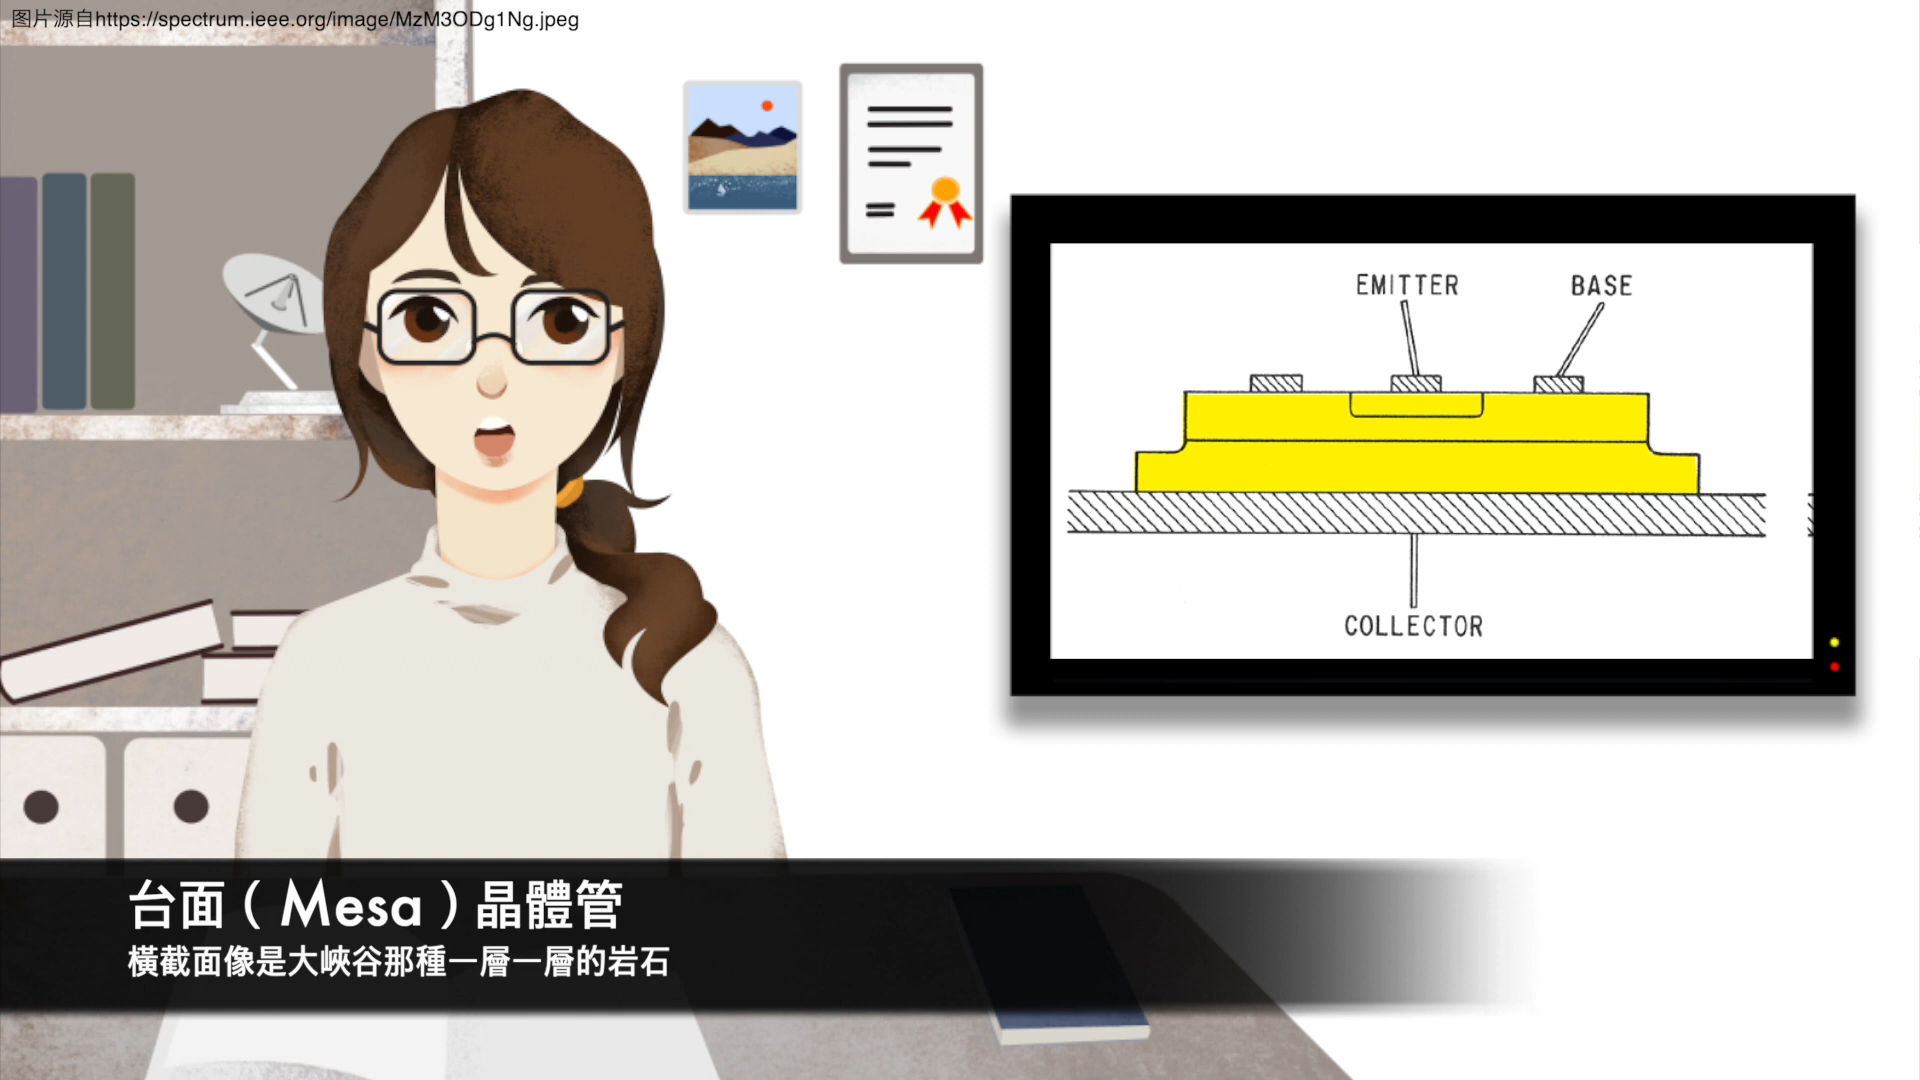 图片源自https://spectrum.ieee.org/image/MzM3ODg1Ng.jpeg
EMITTER
BASE
COLLECTOR
台面（Mesa）晶體管
橫截面像是大峽谷那種一層一層的岩石